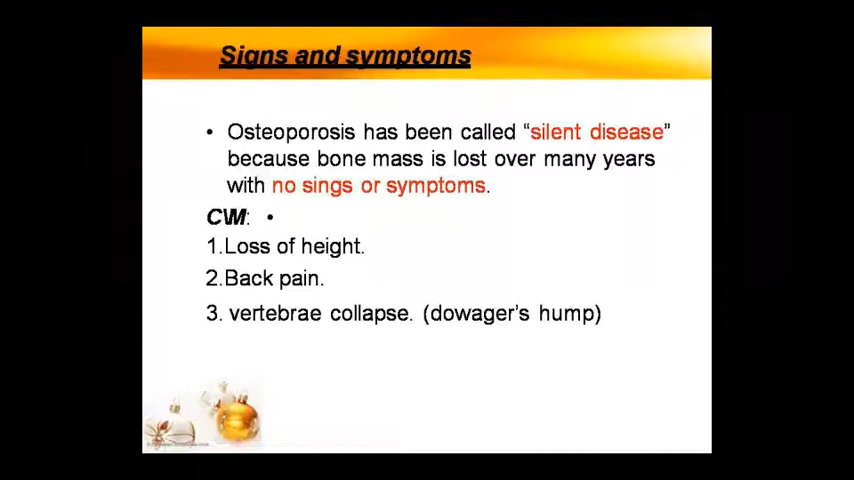 Signs and symptoms
• Osteoporosis has been called “silent disease”
because bone mass is lost over many years
with no sings or symptoms.
C\M: •
1.Loss of height.
2.Back pain.
3. vertebrae collapse. (dowager’s hump)